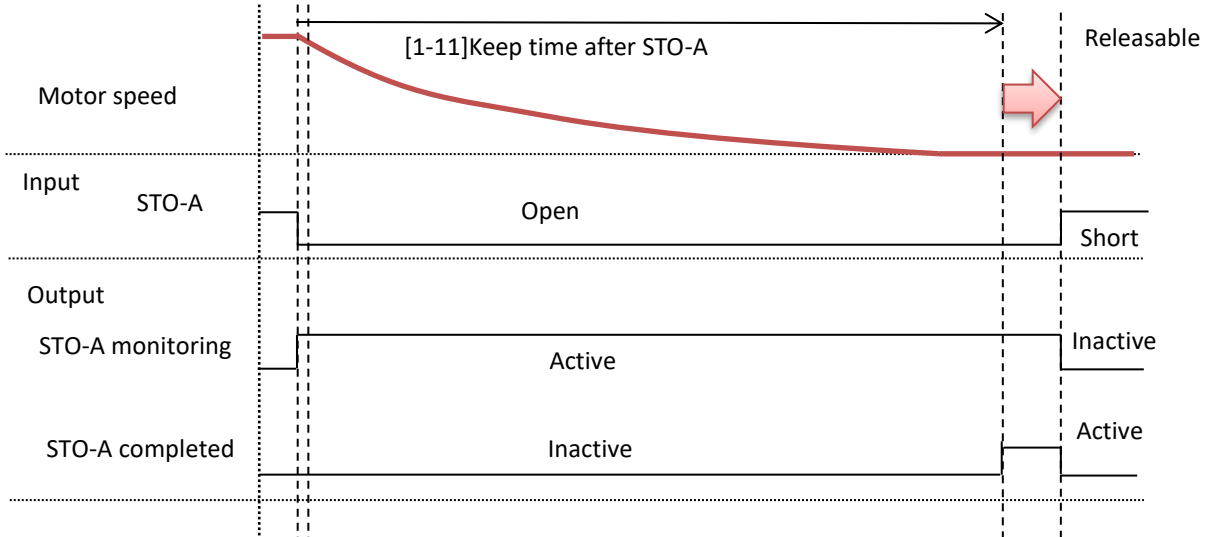 [1-11]Keep time after STO-A
Releasable
Motor speed
Input
STO-A
Open
Short
Output
STO-A monitoring
Active
Inactive
STO-A completed
Inactive
Active